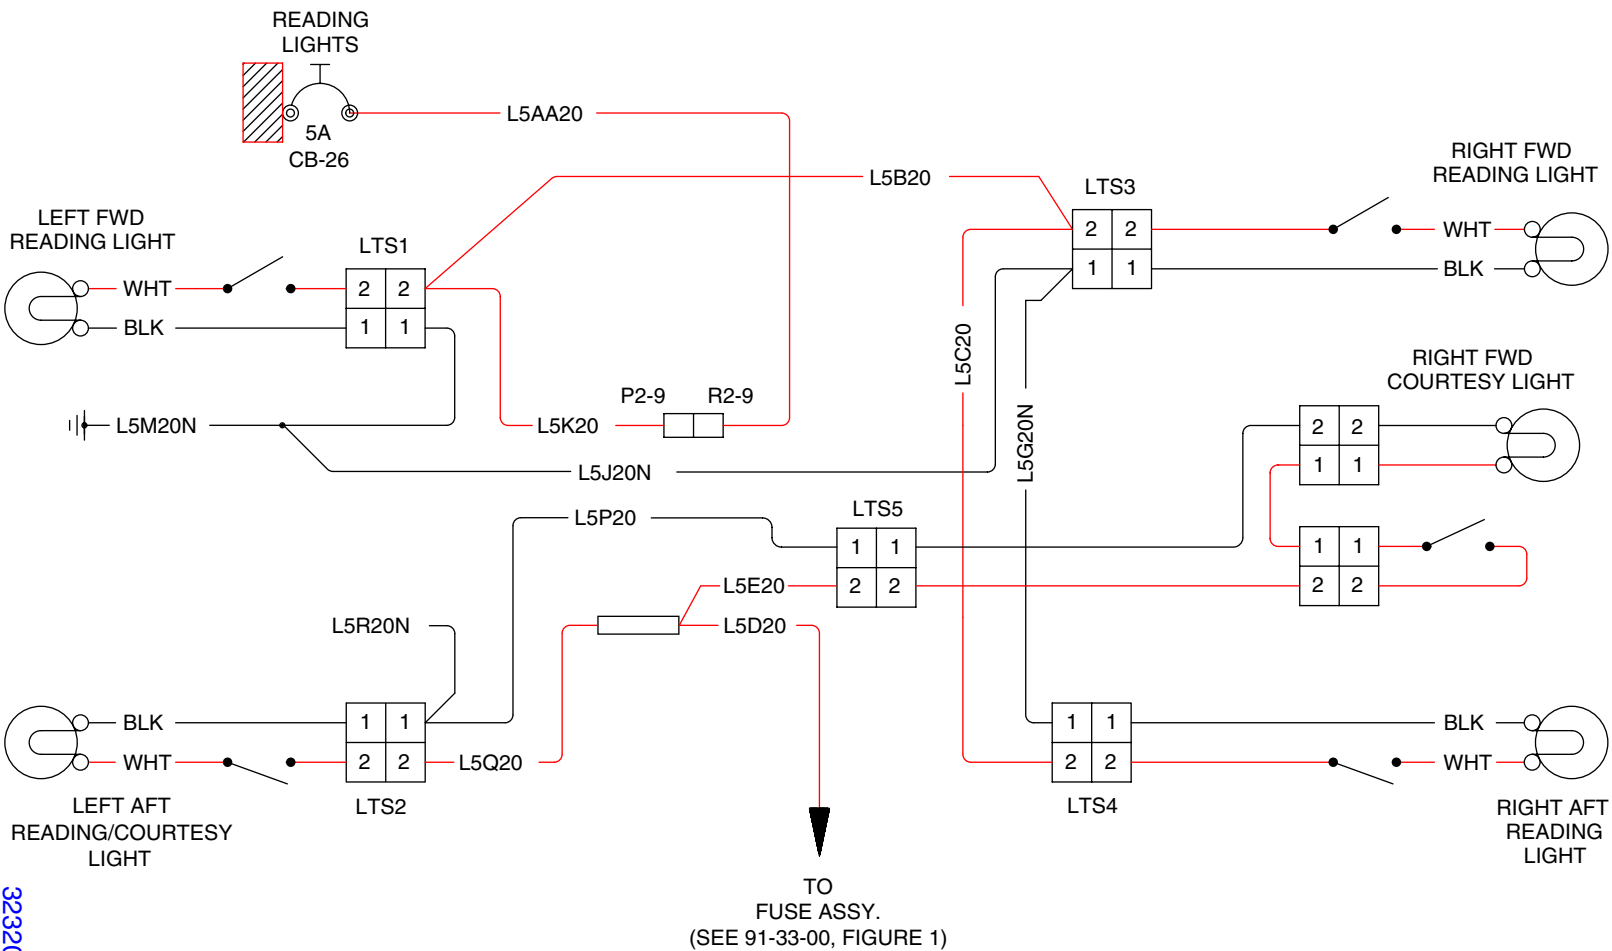 READING
LIGHTS
L5AA20
5A
CB-26
RIGHT FWD
READING LIGHT
L5B20
LTS3
LEFT FWD
READING LIGHT
LTS1
2 2
WHT
1 1
BLK
WHT
2 2
BLK
1 1
L5C20
RIGHT FWD
COURTESY LIGHT
P2-9 R2-9
L5M20N
L5K20
L5G20N
2 2
1 1
L5J20N
LTS5
L5P20
1 1
1 1
L5E20
2 2
2 2
L5R20N
L5D20
BLK
1 1
1 1
BLK
WHT
2 2
L5Q20
2 2
WHT
LTS2
LTS4
LEFT AFT
READING/COURTESY
LIGHT
RIGHT AFT
READING
LIGHT
TO
FUSE ASSY.
(SEE 91-33-00, FIGURE 1)